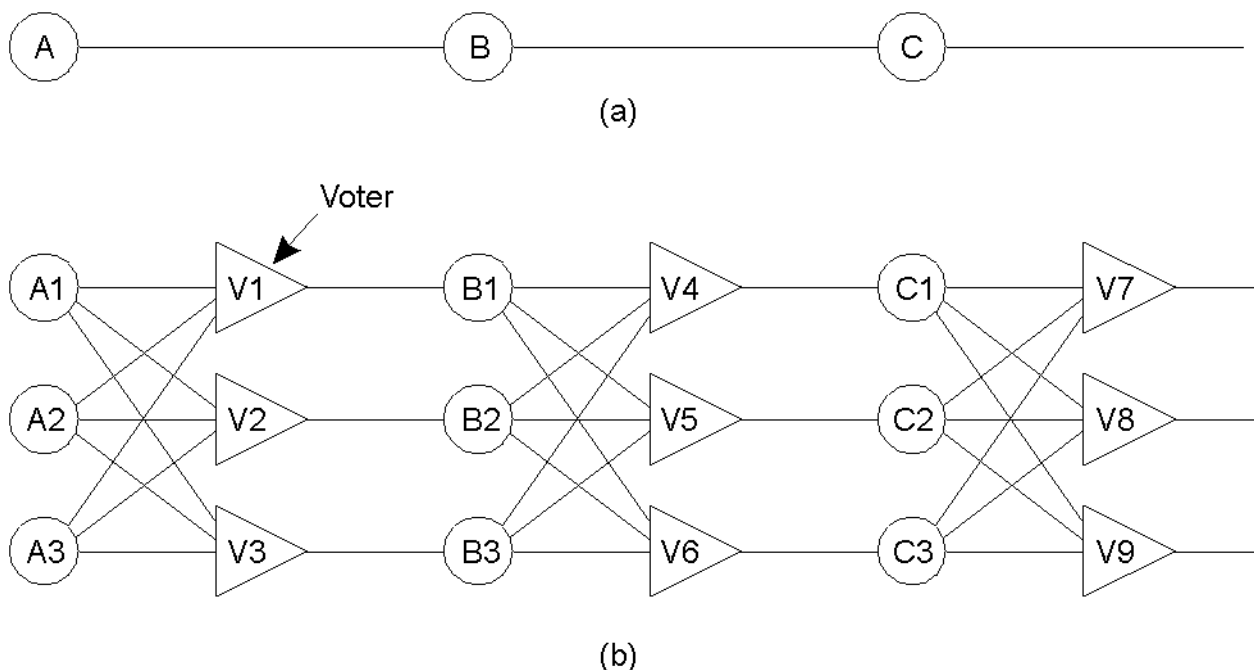 A B C
(a)
Voter
A1 V1 B1 V4 C1 V7
A2 V2 B2 V5 C2 V8
A3 V3 B3 V6 C3 V9
(b)